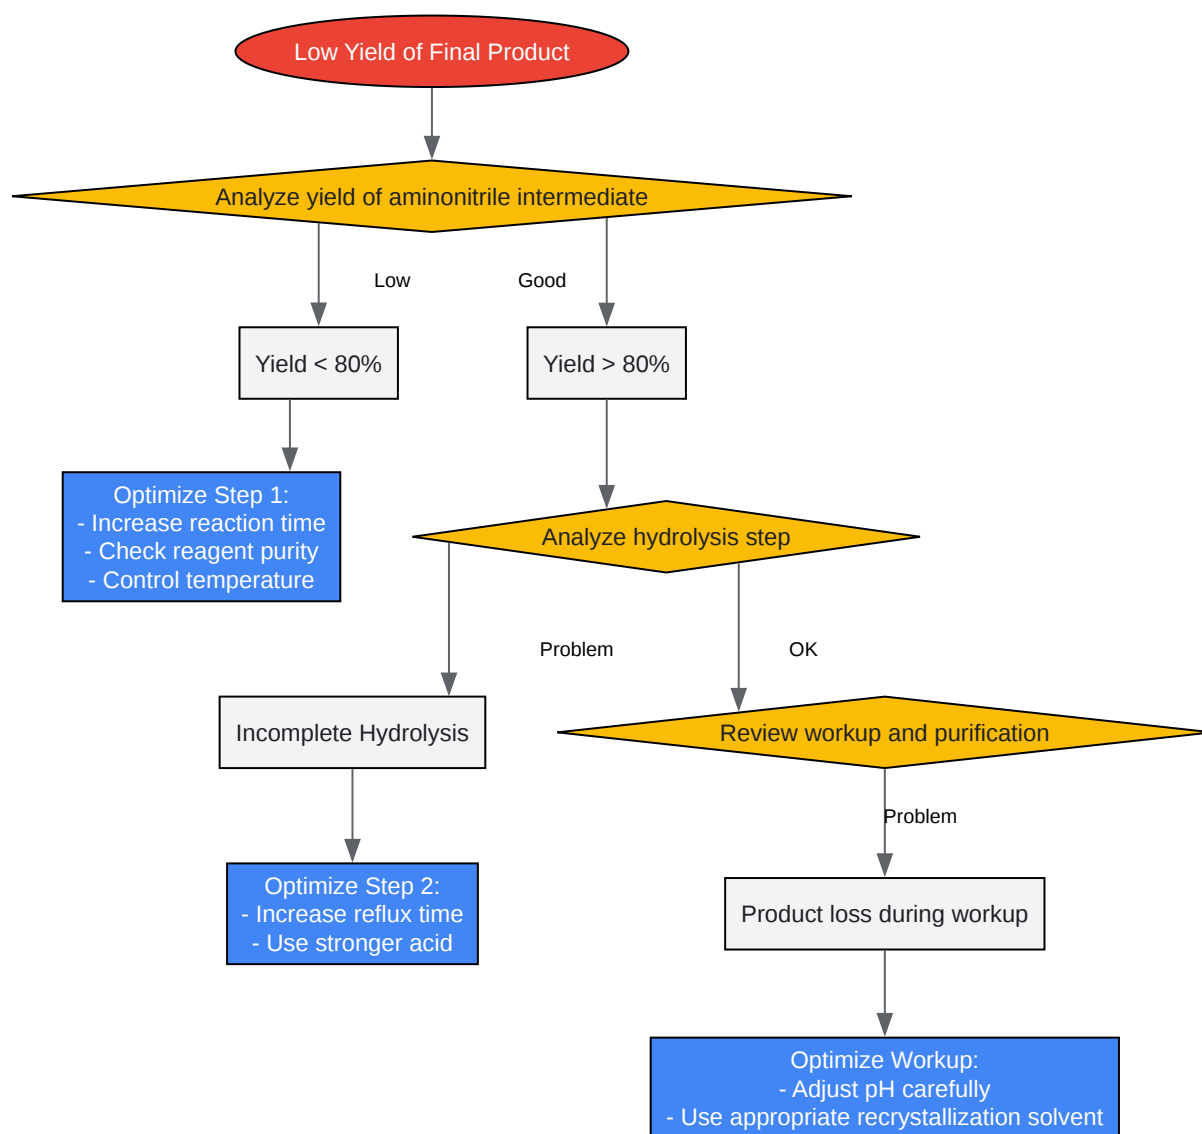 Low Yield of Final Product
Analyze yield of aminonitrile intermediate
Low
Good
Yield < 80%
Yield > 80%
Optimize Step 1:
- Increase reaction time
- Check reagent purity
- Control temperature
Analyze hydrolysis step
Problem
OK
Incomplete Hydrolysis
Review workup and purification
Problem
Optimize Step 2:
- Increase reflux time
- Use stronger acid
Product loss during workup
Optimize Workup:
- Adjust pH carefully
- Use appropriate recrystallization solvent